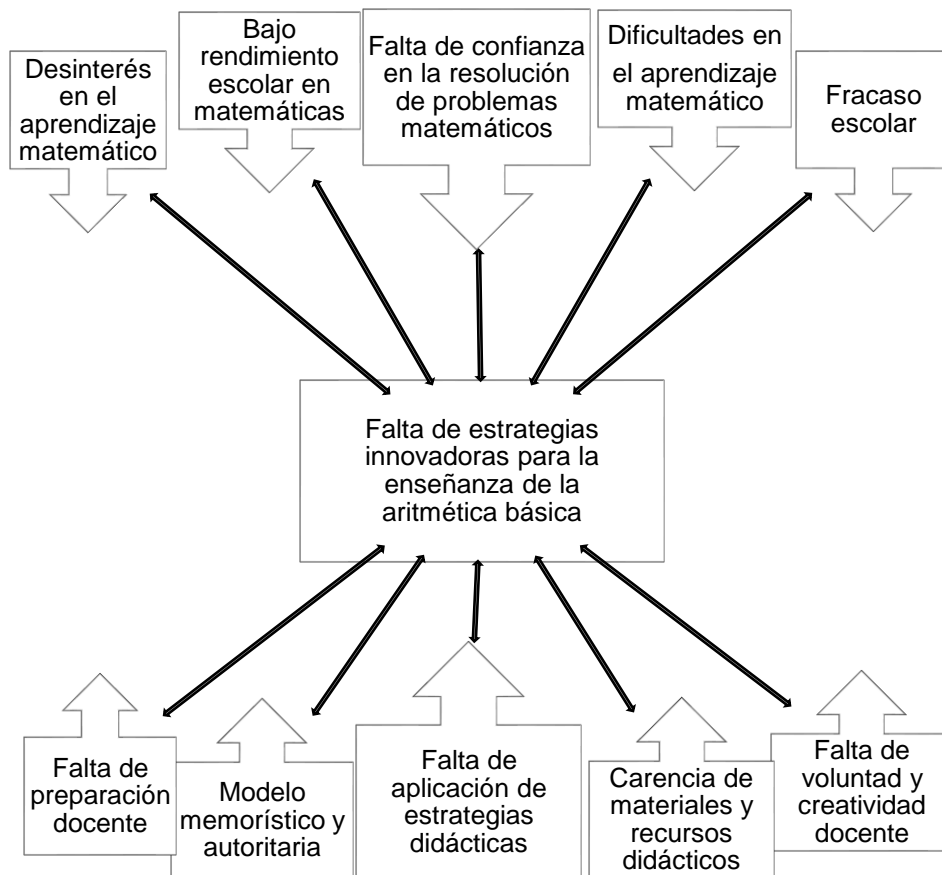 Desinterés
en el
aprendizaje
matemático
Bajo
rendimiento
escolar en
matemáticas
Falta de confianza
en la resolución
de problemas
matemáticos
Dificultades en
el aprendizaje
matemático
Fracaso
escolar
Falta de estrategias
innovadoras para la
enseñanza de la
aritmética básica
Falta de
preparación
docente
Modelo
memorístico y
autoritaria
Falta de
aplicación de
estrategias
didácticas
Carencia de
materiales y
recursos
didácticos
Falta de
voluntad y
creatividad
docente